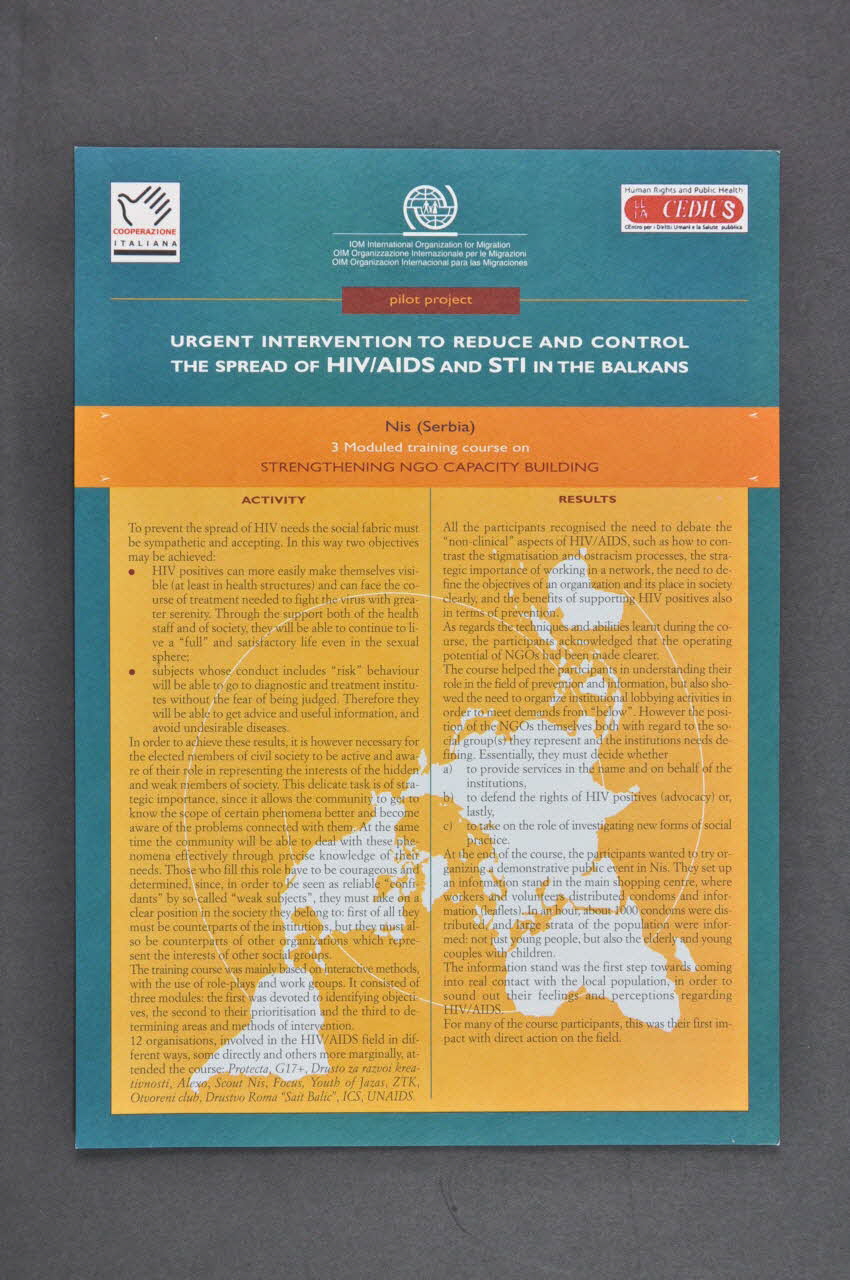 COOPERAZIONE
ITALIANA
IOM International Organization for Migration
OIM Organizzazione Internazionale per le Migrazioni
OIM Organizacion Internacional para las Migraciones
Human Rights and Public Health
LILA CEDIUS
CEntro per i DIritti Umani e la Salute pubblica
pilot project
URGENT INTERVENTION TO REDUCE AND CONTROL
THE SPREAD OF HIV/AIDS AND STI IN THE BALKANS
Nis (Serbia)
3 Moduled training course on
STRENGTHENING NGO CAPACITY BUILDING
ACTIVITY
To prevent the spread of HIV needs the social fabric must
be sympathetic and accepting. In this way two objectives
may be achieved:
• HIV positives can more easily make themselves visi-
ble (at least in health structures) and can face the co-
urse of treatment needed to fight the virus with grea-
ter serenity. Through the support both of the health
staff and of society, they will be able to continue to li-
ve a "full" and satisfactory life even in the sexual
sphere;
• subjects whose conduct includes "risk" behaviour
will be able to go to diagnostic and treatment institu-
tes without the fear of being judged. Therefore they
will be able to get advice and useful information, and
avoid undesirable diseases.
In order to achieve these results, it is however necessary for
the elected members of civil society to be active and awa-
re of their role in representing the interests of the hidden
and weak members of society. This delicate task is of stra-
tegic importance, since it allows the community to get to
know the scope of certain phenomena better and become
aware of the problems connected with them. At the same
time the community will be able to deal with these phe-
nomena effectively through proper knowledge of their
needs. Those who fill this role have to be courageous and
determined, since, in order to be seen as reliable "confi-
dants" by so-called "weak subjects", they must take on a
clear position in the society they belong to: first of all they
must be counterparts of the institutions, but they must al-
so be counterparts of other organizations which repre-
sent the interests of other social groups.
The training course was mainly based on interactive methods,
with the use of role-play and work groups. It consisted of
three modules: the first was devoted to identifying objecti-
ves, the second to their prioritisation and the third to de-
termining areas and methods of intervention.
12 organisations, involved in the HIV/AIDS field in dif-
ferent ways, some directly and others more marginally, at-
tended the course: Protecta, G17+, Drusto za razvoi krea-
tivnosti, Alexo, Scout Nis, Focus, Youth of Jazas, ZTK,
Otvoreni club, Drustvo Roma "Sait Balic", ICS, UNAIDS.
RESULTS
All the participants recognised the need to debate the
"non-clinical" aspects of HIV/AIDS, such as how to con-
trast the stigmatisation and ostracism processes, the stra-
tegic importance of working in a network, the need to de-
fine the objectives of an organization and its place in society
clearly, and the benefits of supporting HIV positives also
in terms of prevention.
As regards the techniques and abilities learnt during the co-
urse, the participants acknowledged that the operating
potential of NGOs had been made clearer.
The course helped the participants in understanding their
role in the field of prevention and information, but also sho-
wed the need to organize institutional lobbying activities in
order to meet demands from "below". However the posi-
tion of the NGOs themselves both with regard to the so-
cial group(s) they represent and the institutions needs de-
fining. Essentially, they must decide whether
a) to provide services in the name and on behalf of the
institutions,
b) to defend the rights of HIV positives (advocacy) or,
lastly,
c) to take on the role of investigating new forms of social
practice.
At the end of the course, the participants wanted to try or-
ganizing a demonstrative public event in Nis. They set up
an information stand in the main shopping centre, where
workers and volunteers distributed condoms and infor-
mation (leaflets). In an hour, about 1000 condoms were dis-
tributed and large strata of the population were infor-
med: not just young people, but also the elderly and young
couples with children.
The information stand was the first step towards coming
into real contact with the local population, in order to
sound out their feelings and perceptions regarding
HIV/AIDS.
For many of the course participants, this was their first im-
pact with direct action on the field.